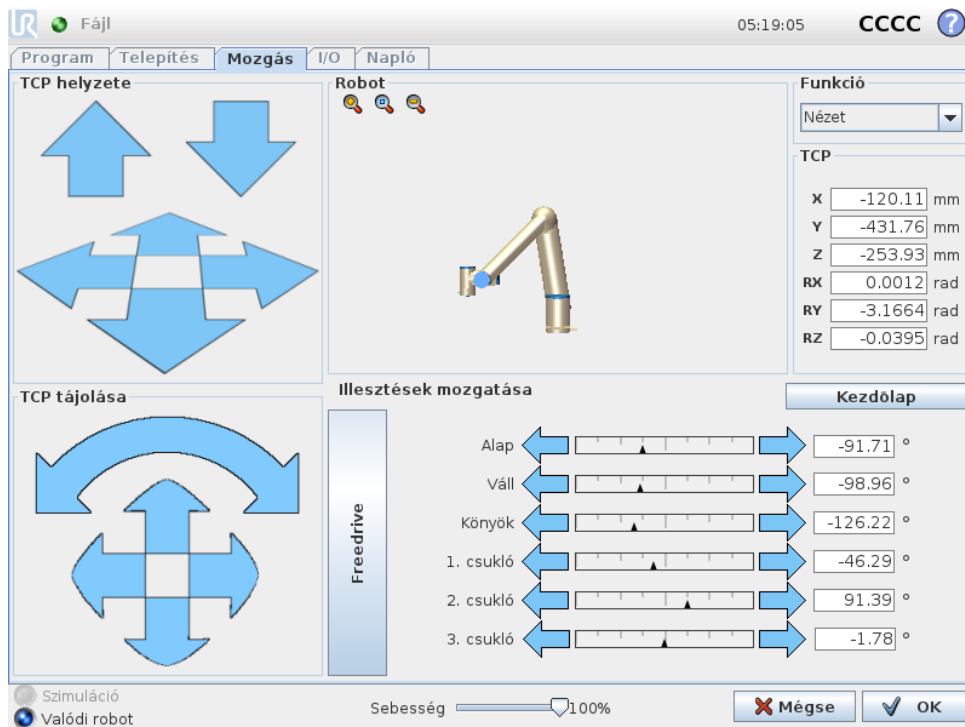 UR Fájl 05:19:05 CCCC ?
Program Telepítés Mozgás I/O Napló
TCP helyzete
Robot
Funkció
Nézet
TCP
X -120.11 mm
Y -431.76 mm
Z -253.93 mm
RX 0.0012 rad
RY -3.1664 rad
RZ -0.0395 rad
TCP tájolása
Illesztések mozgatása
Kezdőlap
Freedrive
Alap -91.71 °
Váll -98.96 °
Könyök -126.22 °
1. csukló -46.29 °
2. csukló 91.39 °
3. csukló -1.78 °
Szimuláció
Valódi robot
Sebesség 100%
Mégse
OK